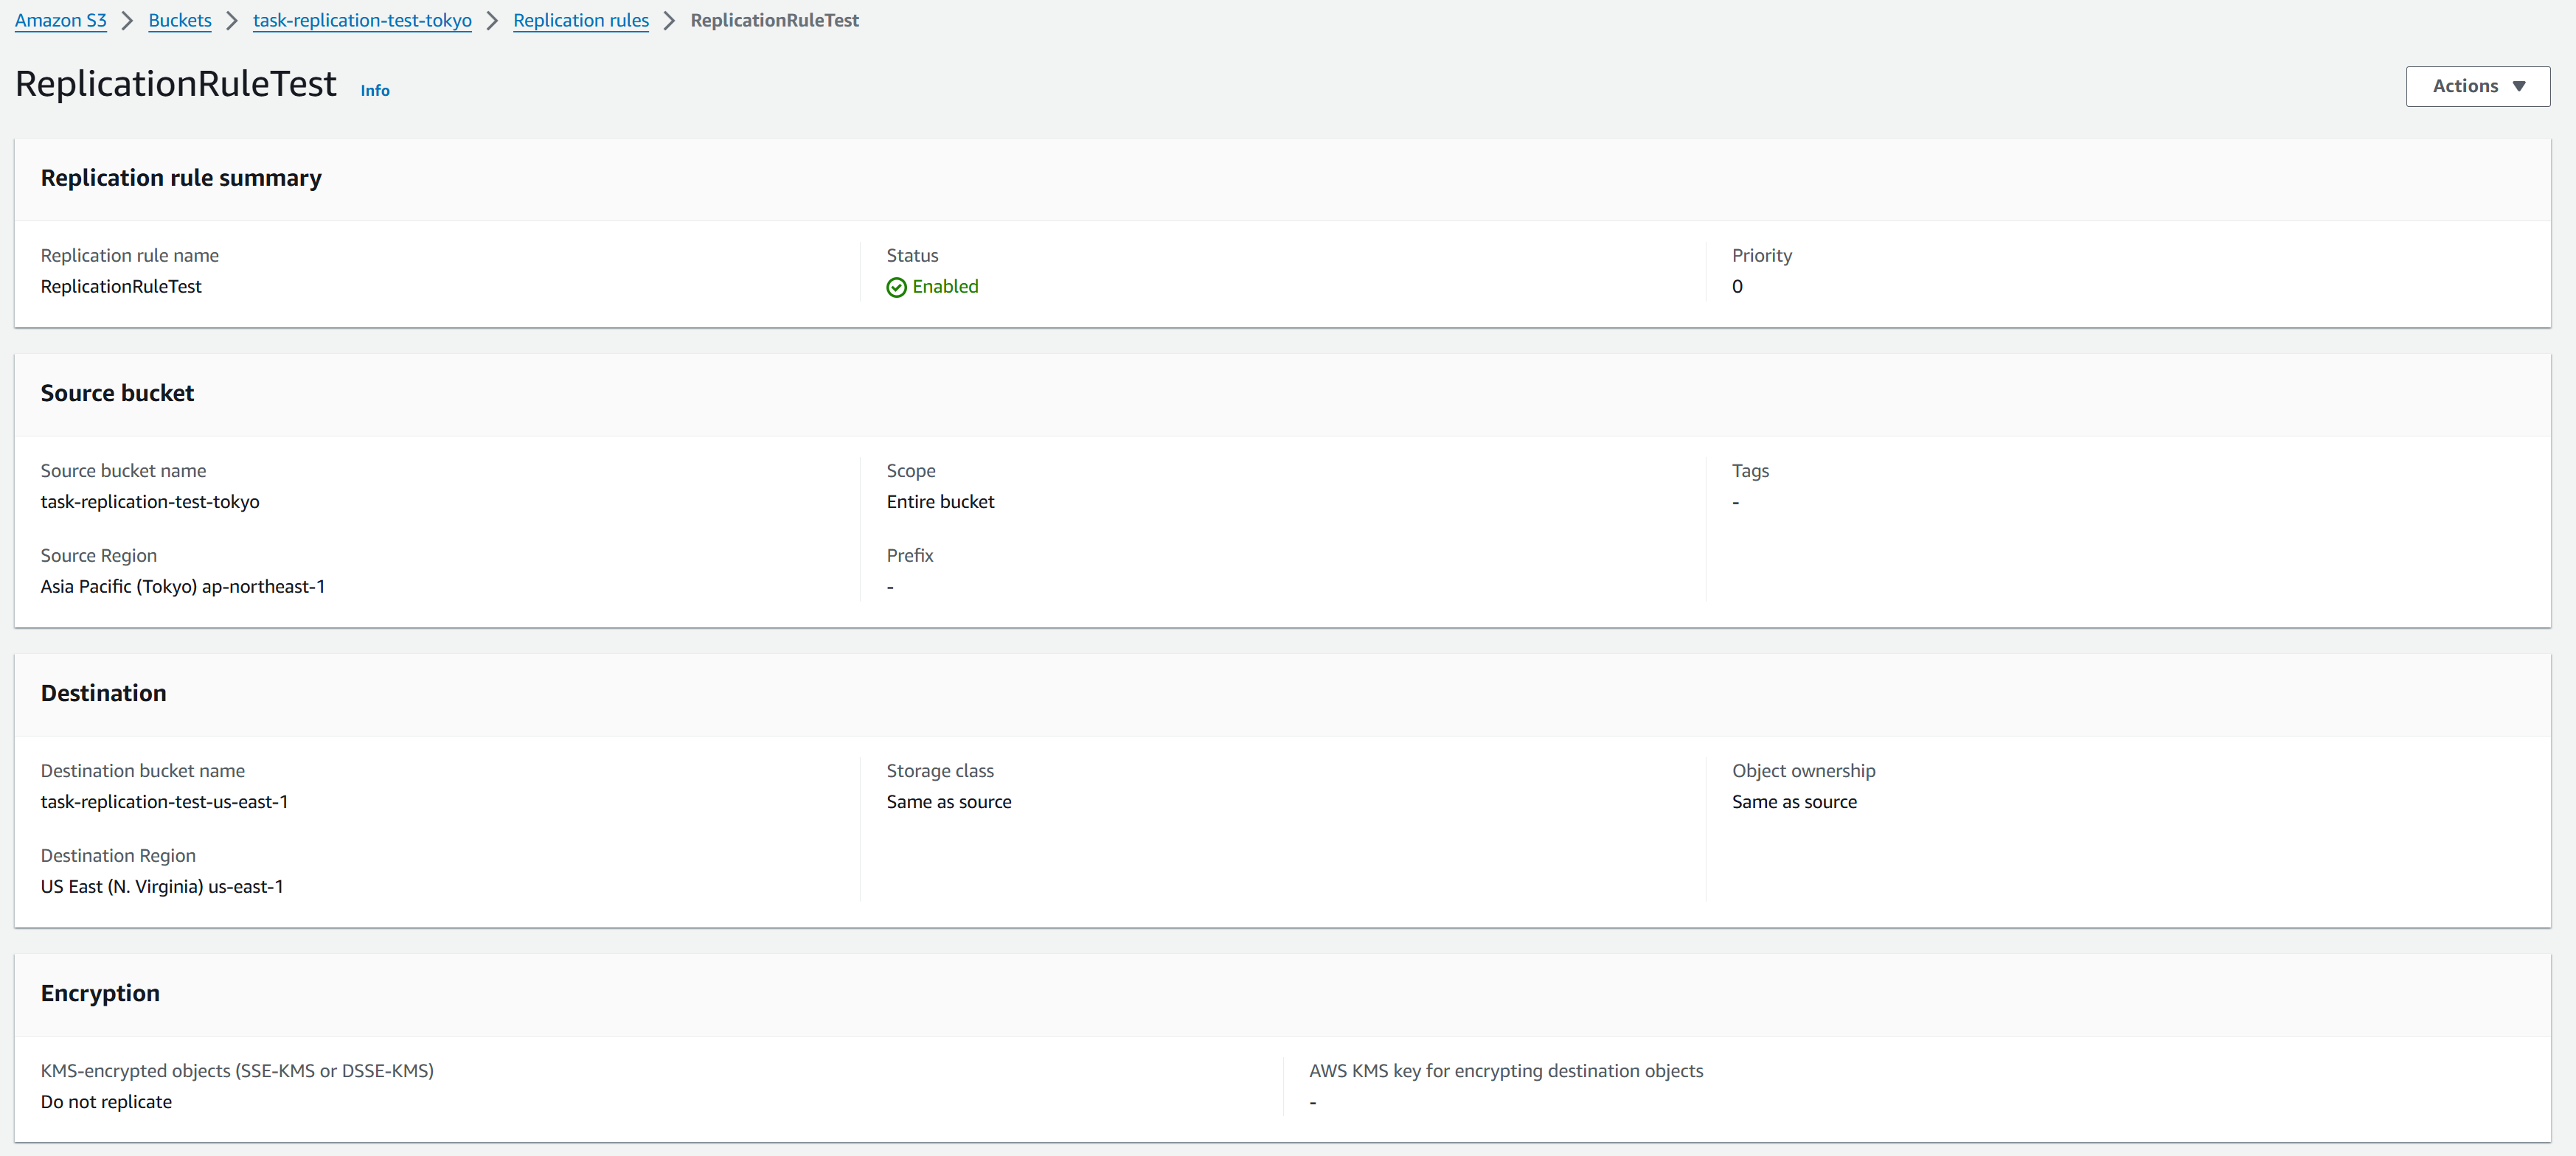 Amazon S3 > Buckets > task-replication-test-tokyo > Replication rules > ReplicationRuleTest
ReplicationRuleTest Info
Actions
Replication rule summary
Replication rule name
ReplicationRuleTest
Status
Enabled
Priority
0
Source bucket
Source bucket name
task-replication-test-tokyo
Source Region
Asia Pacific (Tokyo) ap-northeast-1
Scope
Entire bucket
Prefix
-
Tags
-
Destination
Destination bucket name
task-replication-test-us-east-1
Destination Region
US East (N. Virginia) us-east-1
Storage class
Same as source
Object ownership
Same as source
Encryption
KMS-encrypted objects (SSE-KMS or DSSE-KMS)
Do not replicate
AWS KMS key for encrypting destination objects
-